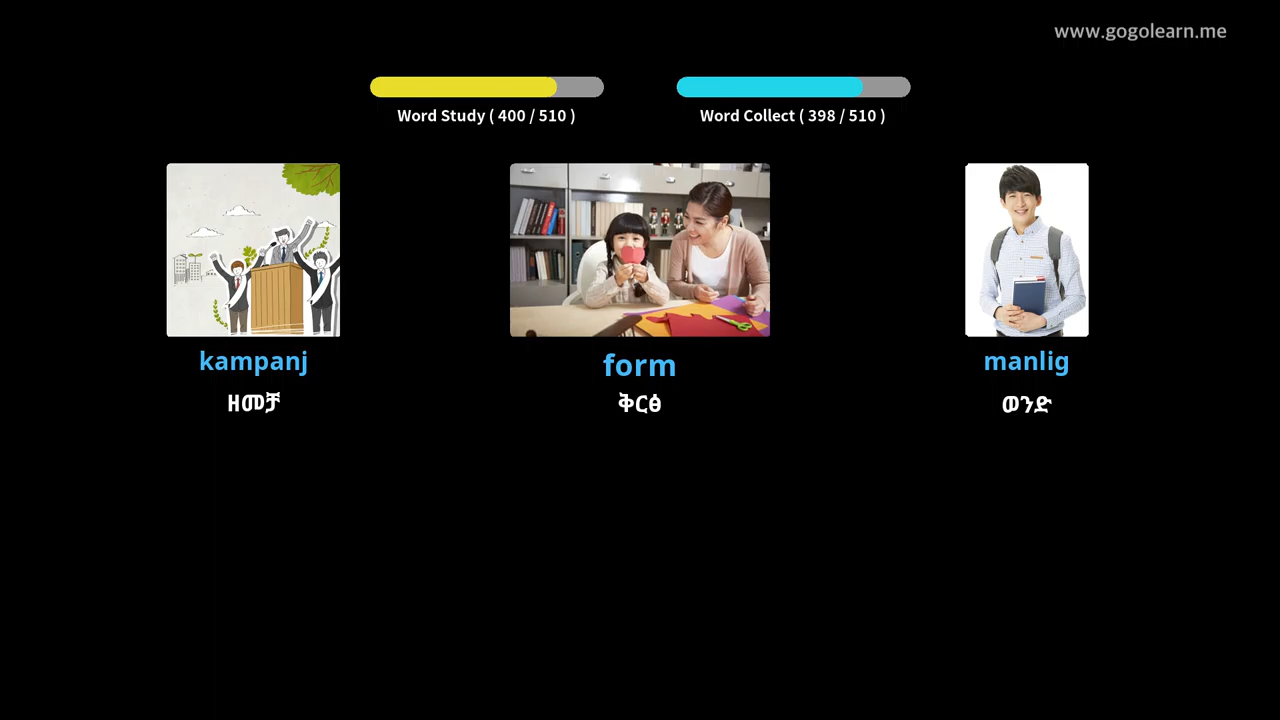 www.gogolearn.me
Word Study ( 400 / 510 )
Word Collect ( 398 / 510 )
kampanj
form
manlig
ዘመቻ
ቅርፅ
ወንድ